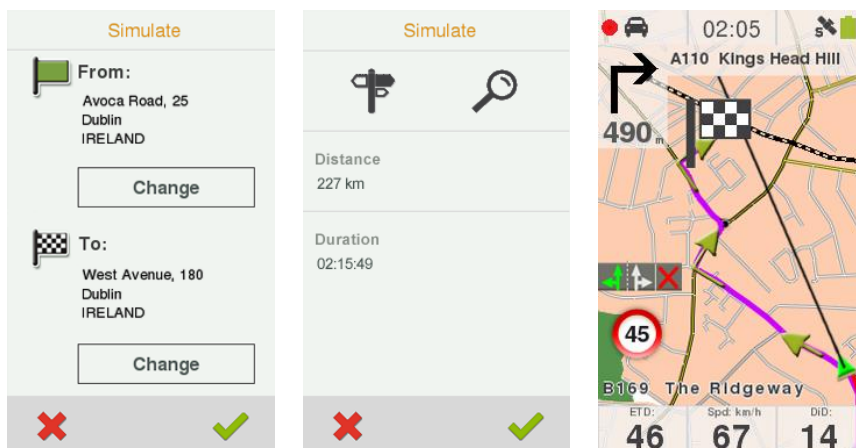 Simulate
From:
Avoca Road, 25
Dublin
IRELAND
Change
To:
West Avenue, 180
Dublin
IRELAND
Change
Simulate
Distance
227 km
Duration
02:15:49
02:05
S
A110 Kings Head Hill
490 m
45
B169 The Ridgeway
ETD: Spd: km/h DiD:
46 67 14